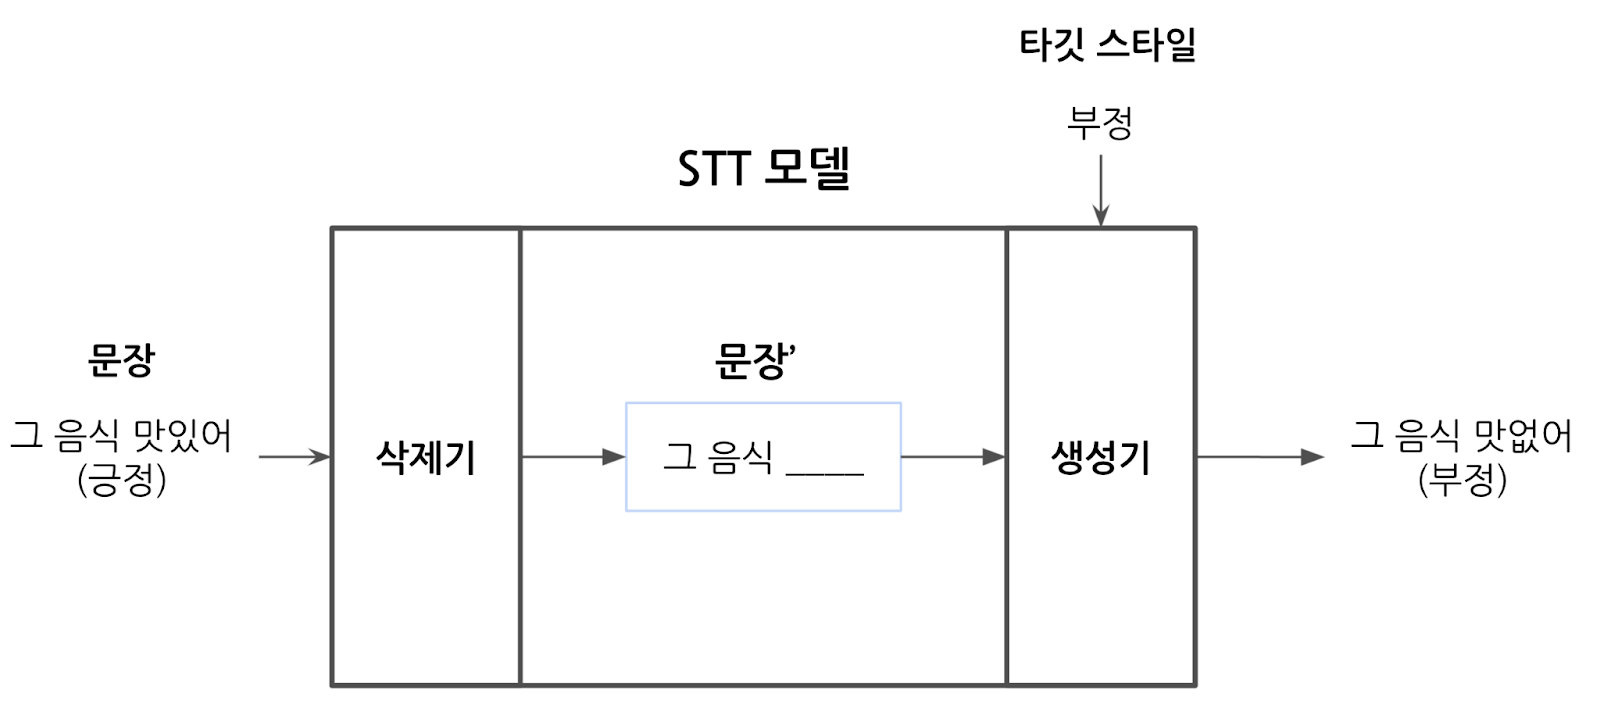 타깃 스타일
부정
STT 모델
문장
그 음식 맛있어
(긍정)
삭제기
문장’
그 음식 ____
생성기
그 음식 맛없어
(부정)